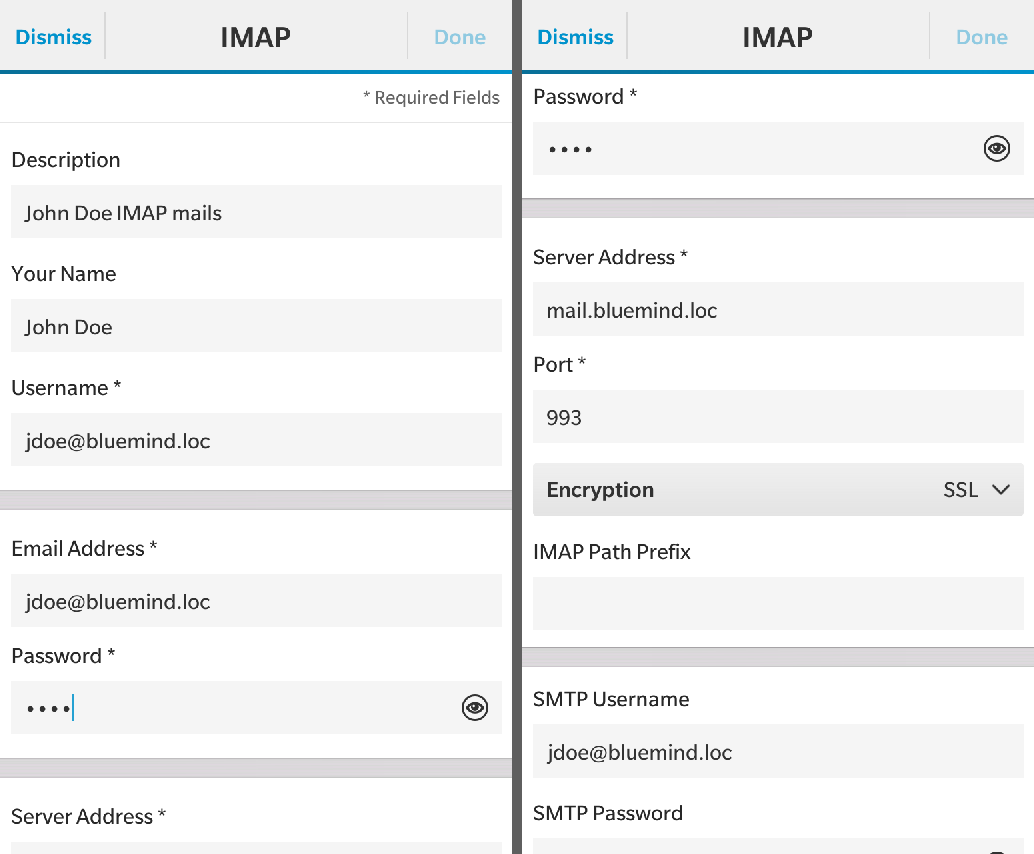 Dismiss IMAP Done
* Required Fields
Description
John Doe IMAP mails
Your Name
John Doe
Username *
jdoe@bluemind.loc
Email Address *
jdoe@bluemind.loc
Password *
••••
Server Address *
Dismiss IMAP Done
Password *
••••
Server Address *
mail.bluemind.loc
Port *
993
Encryption SSL
IMAP Path Prefix
SMTP Username
jdoe@bluemind.loc
SMTP Password